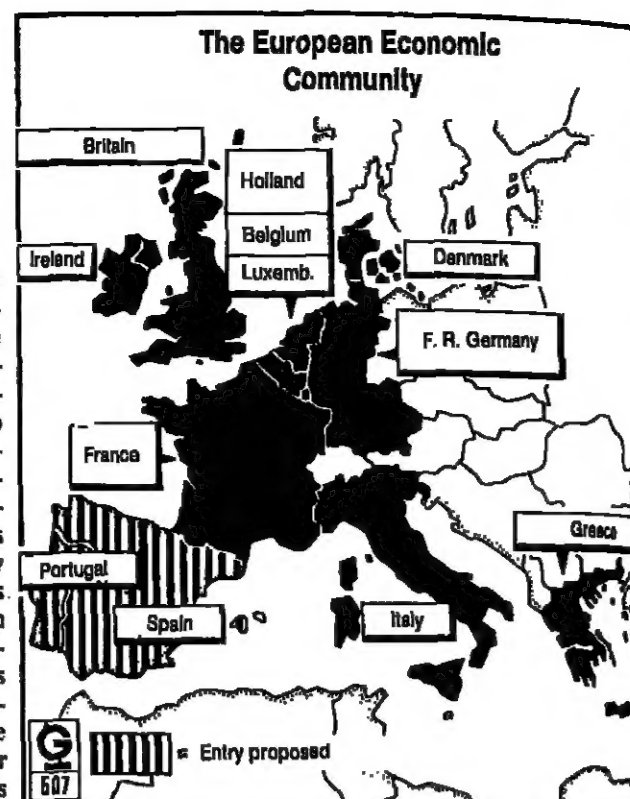 The European Economic
Community
Britain
Holland
Belgium
Luxemb.
Ireland
Denmark
F. R. Germany
France
Greece
Portugal
Spain
Italy
G
507
= Entry proposed